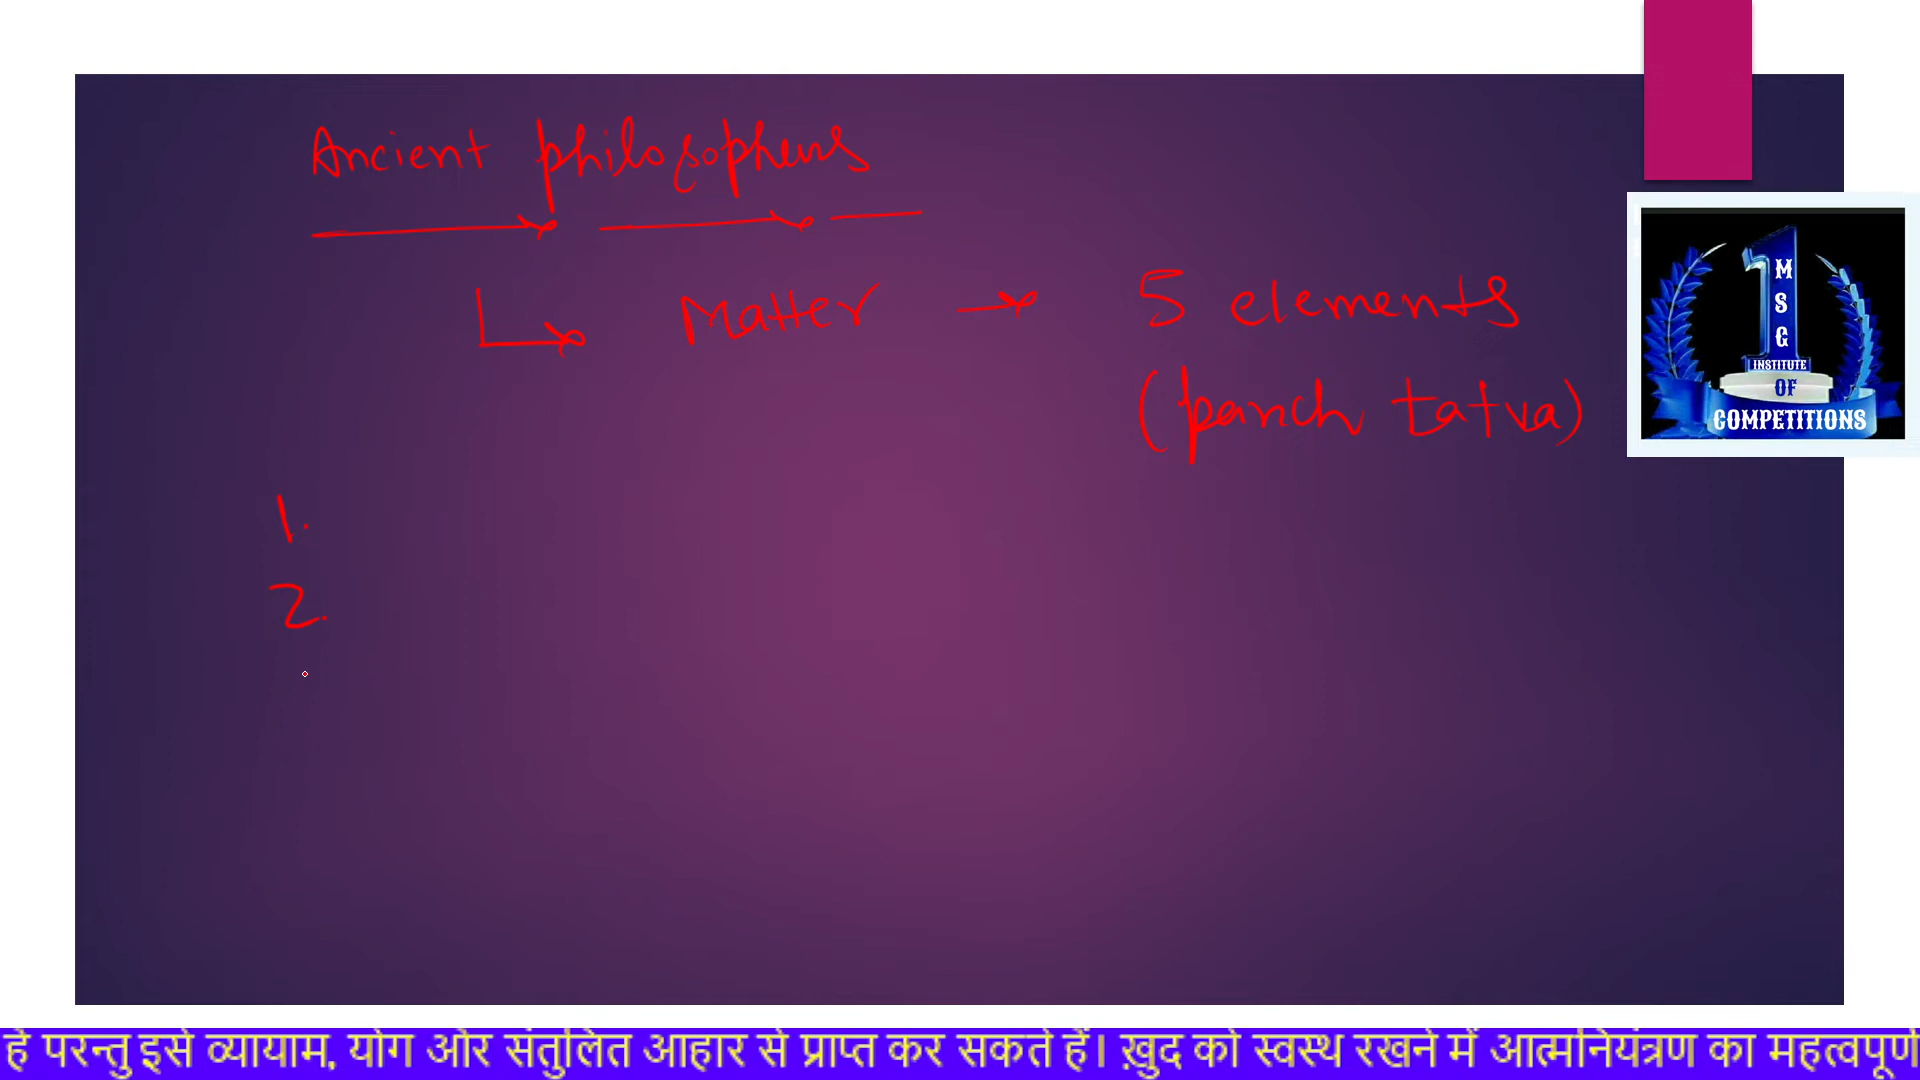 Ancient philosophers
Matter → 5 elements
(panch tatva)
1.
2.
1
M
S
G
INSTITUTE
OF
COMPETITIONS
है परन्तु इसे व्यायाम, योग और संतुलित आहार से प्राप्त कर सकते हैं। ख़ुद को स्वस्थ रखने में आत्मनियंत्रण का महत्वपूर्ण